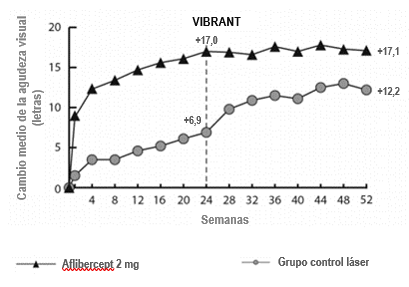 VIBRANT
Cambio medio de la agudeza visual
(letras)
20
15
10
5
0
+17,0
+17,1
+6,9
+12,2
4 8 12 16 20 24 28 32 36 40 44 48 52
Semanas
Aflibercept 2 mg
Grupo control láser